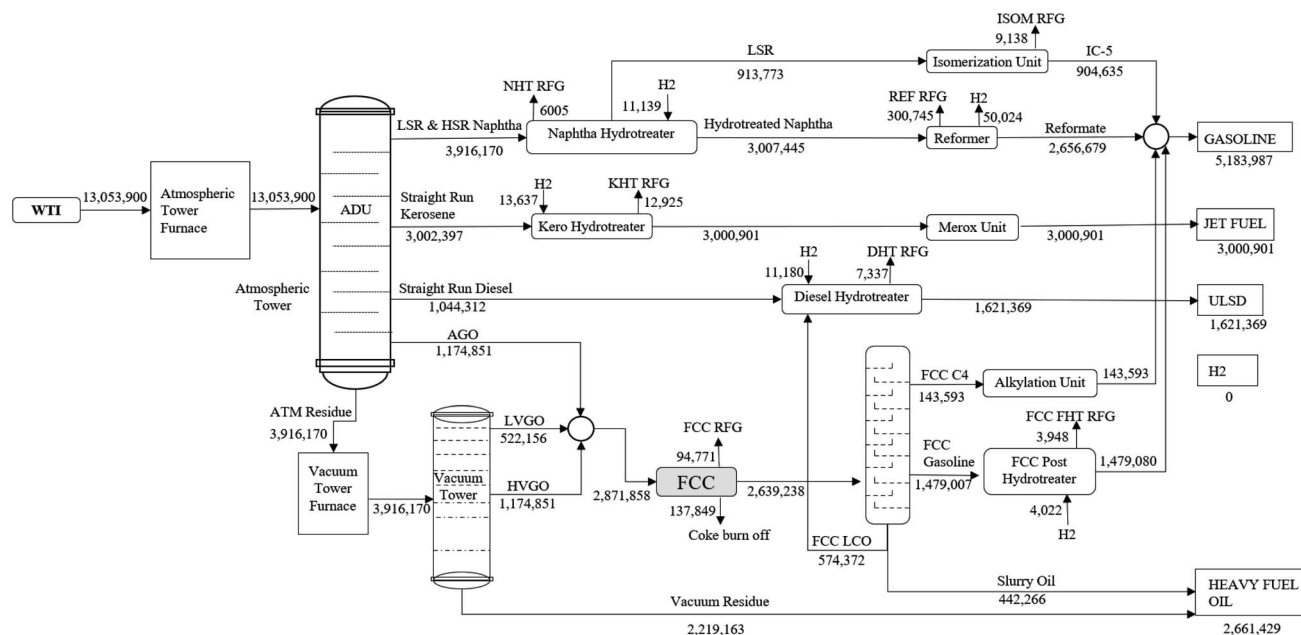 ISOM RFG
9,138
LSR
913,773
Isomerization Unit
IC-5
904,635
NHT RFG
6005
H2
11,139
REF RFG
300,745
H2
50,024
LSR & HSR Naphtha
3,916,170
Naphtha Hydrotreater
Hydrotreated Naphtha
3,007,445
Reformer
Reformate
2,656,679
GASOLINE
5,183,987
WTI
13,053,900
Atmospheric
Tower
Furnace
13,053,900
ADU
Atmospheric
Tower
Straight Run
Kerosene
3,002,397
H2
13,637
KHT RFG
12,925
Kero Hydrotreater
3,000,901
Merox Unit
3,000,901
JET FUEL
3,000,901
H2
11,180
DHT RFG
7,337
Straight Run Diesel
1,044,312
Diesel Hydrotreater
1,621,369
ULSD
1,621,369
AGO
1,174,851
FCC C4
143,593
Alkylation Unit
143,593
H2
0
ATM Residue
3,916,170
Vacuum
Tower
Furnace
3,916,170
Vacuum
Tower
LVGO
522,156
HVGO
1,174,851
2,871,858
FCC RFG
94,771
FCC
137,849
Coke burn off
2,639,238
FCC
Gasoline
1,479,007
FCC FHT RFG
3,948
FCC Post
Hydrotreater
1,479,080
4,022
H2
FCC LCO
574,372
Slurry Oil
442,266
Vacuum Residue
2,219,163
HEAVY FUEL
OIL
2,661,429